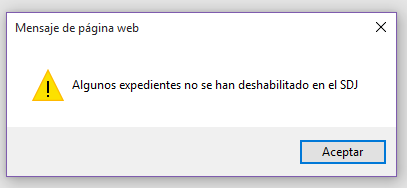 Mensaje de página web
Algunos expedientes no se han deshabilitado en el SDJ
Aceptar